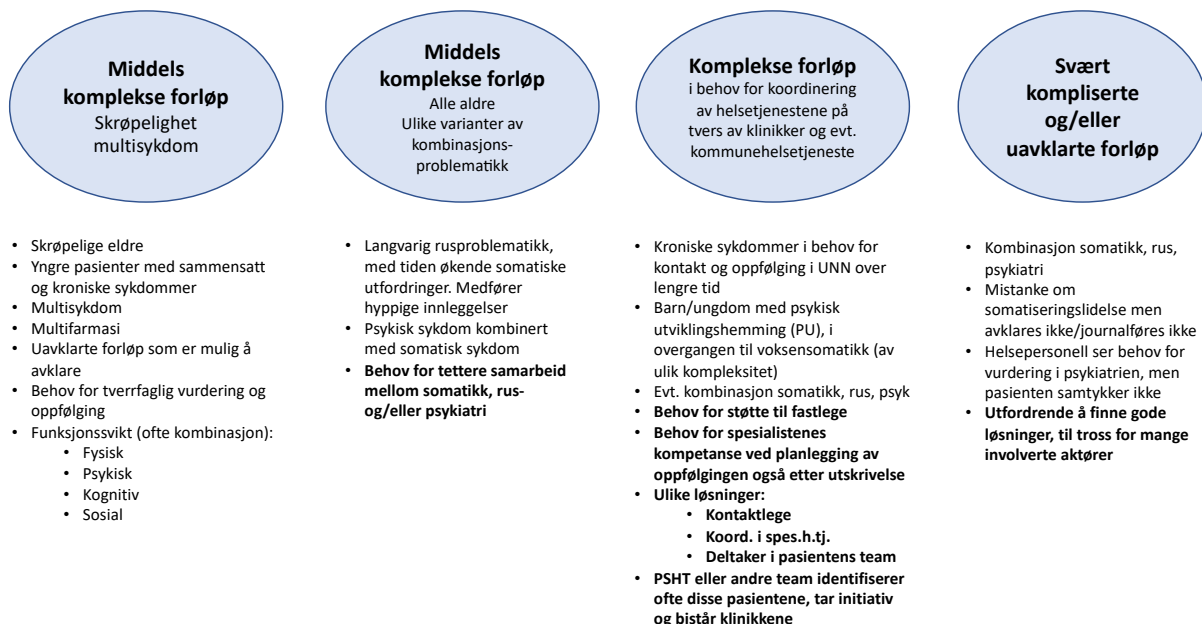 Middels
komplekse forløp
Skrøpelighet
multisykdom
• Skrøpelige eldre
• Yngre pasienter med sammensatt
og kroniske sykdommer
• Multisykdom
• Multifarmasi
• Uavklarte forløp som er mulig å
avklare
• Behov for tverrfaglig vurdering og
oppfølging
• Funksjonssvikt (ofte kombinasjon):
• Fysisk
• Psykisk
• Kognitiv
• Sosial
Middels
komplekse forløp
Alle aldre
Ulike varianter av
kombinasjons-
problematikk
• Langvarig rusproblematikk,
med tiden økende somatiske
utfordringer. Medfører
hyppige innleggelser
• Psykisk sykdom kombinert
med somatisk sykdom
• Behov for tettere samarbeid
mellom somatikk, rus-
og/eller psykiatri
Komplekse forløp
i behov for koordinering
av helsetjenestene på
tvers av klinikker og evt.
kommunehelsetjeneste
• Kroniske sykdommer i behov for
kontakt og oppfølging i UNN over
lengre tid
• Barn/ungdom med psykisk
utviklingshemming (PU), i
overgangen til voksensomatikk (av
ulik kompleksitet)
• Evt. kombinasjon somatikk, rus, psyk
• Behov for støtte til fastlege
• Behov for spesialistenes
kompetanse ved planlegging av
oppfølgingen også etter utskrivelse
• Ulike løsninger:
• Kontaktlege
• Koord. i spes.h.tj.
• Deltaker i pasientens team
• PSHT eller andre team identifiserer
ofte disse pasientene, tar initiativ
og bistår klinikkene
Svært
kompliserte
og/eller
uavklarte forløp
• Kombinasjon somatikk, rus,
psykiatri
• Mistanke om
somatiseringslidelse men
avklares ikke/journalføres ikke
• Helsepersonell ser behov for
vurdering i psykiatrien, men
pasienten samtykker ikke
• Utfordrende å finne gode
løsninger, til tross for mange
involverte aktører